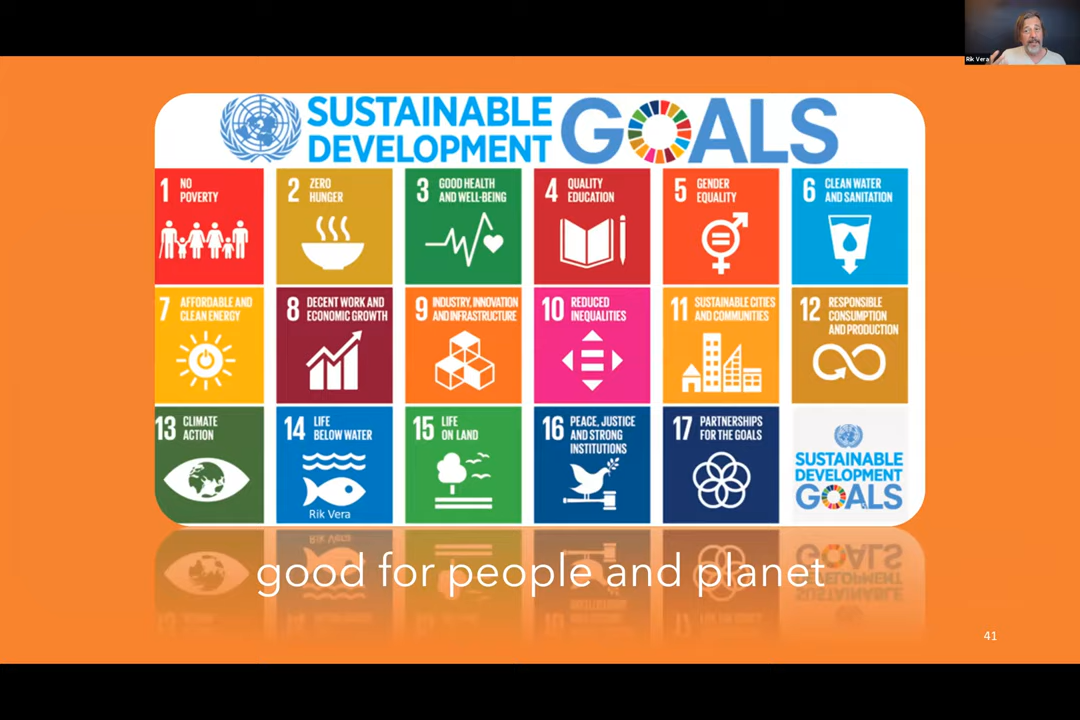 Rik Vera
SUSTAINABLE
DEVELOPMENT
GOALS
1 NO
POVERTY
2 ZERO
HUNGER
3 GOOD HEALTH
AND WELL-BEING
4 QUALITY
EDUCATION
5 GENDER
EQUALITY
6 CLEAN WATER
AND SANITATION
7 AFFORDABLE AND
CLEAN ENERGY
8 DECENT WORK AND
ECONOMIC GROWTH
9 INDUSTRY, INNOVATION
AND INFRASTRUCTURE
10 REDUCED
INEQUALITIES
11 SUSTAINABLE CITIES
AND COMMUNITIES
12 RESPONSIBLE
CONSUMPTION
AND PRODUCTION
13 CLIMATE
ACTION
14 LIFE
BELOW WATER
Rik Vera
15 LIFE
ON LAND
16 PEACE, JUSTICE
AND STRONG
INSTITUTIONS
17 PARTNERSHIPS
FOR THE GOALS
SUSTAINABLE
DEVELOPMENT
GOALS
good for people and planet
41